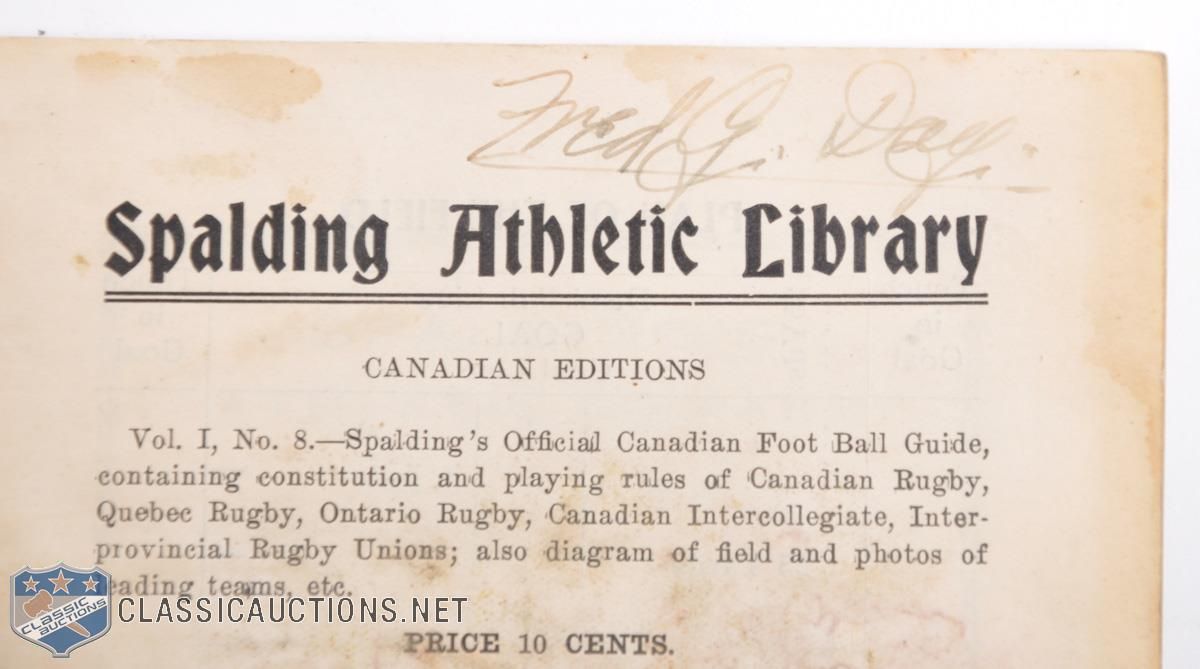 Fred G. Day.
Spalding Athletic Library
CANADIAN EDITIONS
Vol. I, No. 8.—Spalding's Official Canadian Foot Ball Guide,
containing constitution and playing rules of Canadian Rugby,
Quebec Rugby, Ontario Rugby, Canadian Intercollegiate, Inter-
provincial Rugby Unions; also diagram of field and photos of
leading teams, etc.
CLASSIC
AUCTIONS
CLASSICAUCTIONS.NET
PRICE 10 CENTS.